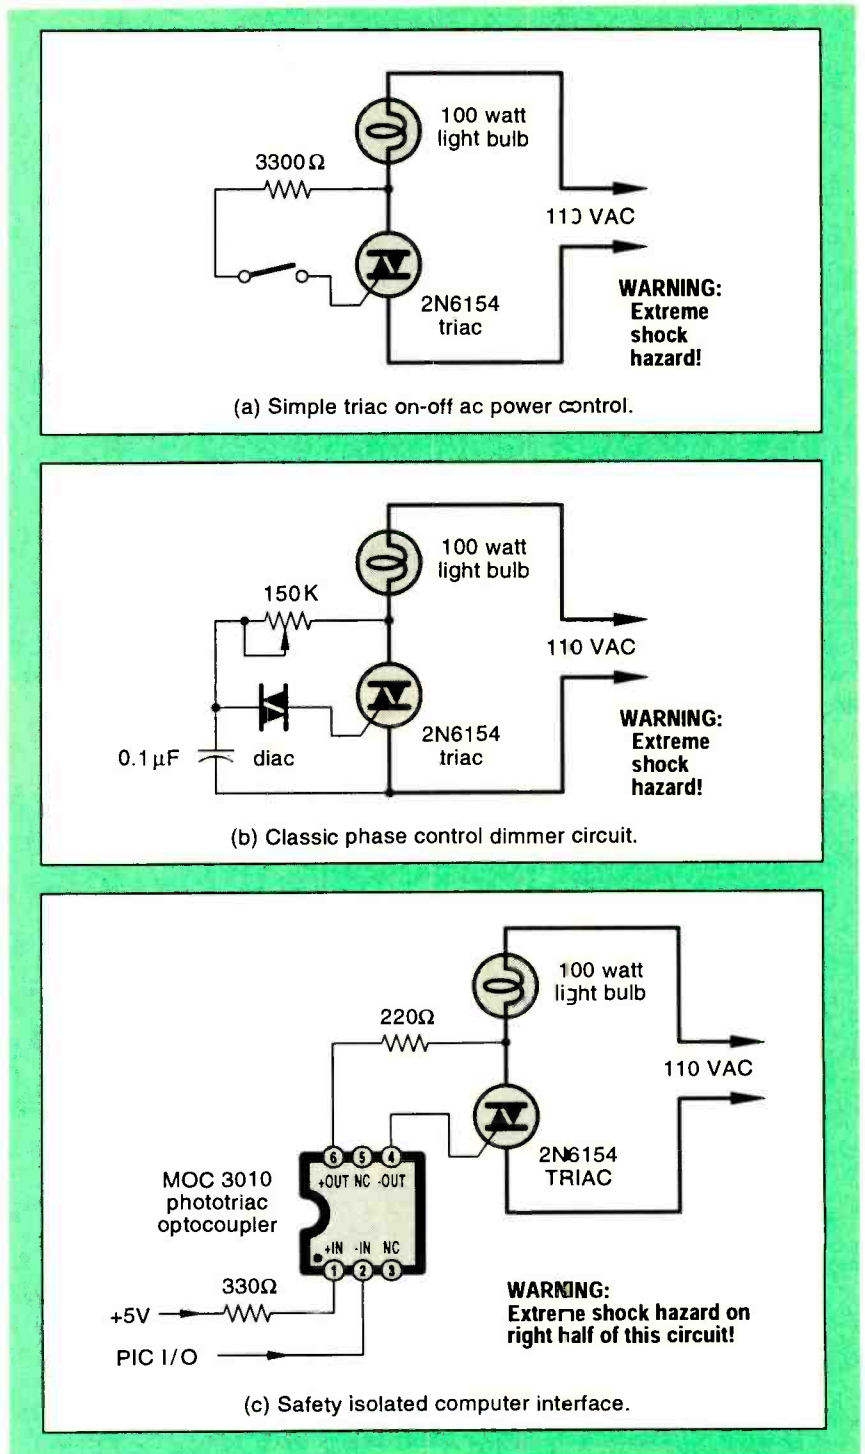 100 watt
light bulb
3300Ω
110 VAC
2N6154
triac
WARNING:
Extreme
shock
hazard!
(a) Simple triac on-off ac power control.
100 watt
light bulb
150K
110 VAC
2N6154
triac
0.1µF
diac
WARNING:
Extreme
shock
hazard!
(b) Classic phase control dimmer circuit.
100 watt
light bulb
220Ω
110 VAC
2N6154
TRIAC
MOC 3010
phototriac
optocoupler
6 5 4
+OUT NC -OUT
+IN -IN NC
1 2 3
330Ω
+5V
PIC I/O
WARNING:
Extreme shock hazard on
right half of this circuit!
(c) Safety isolated computer interface.